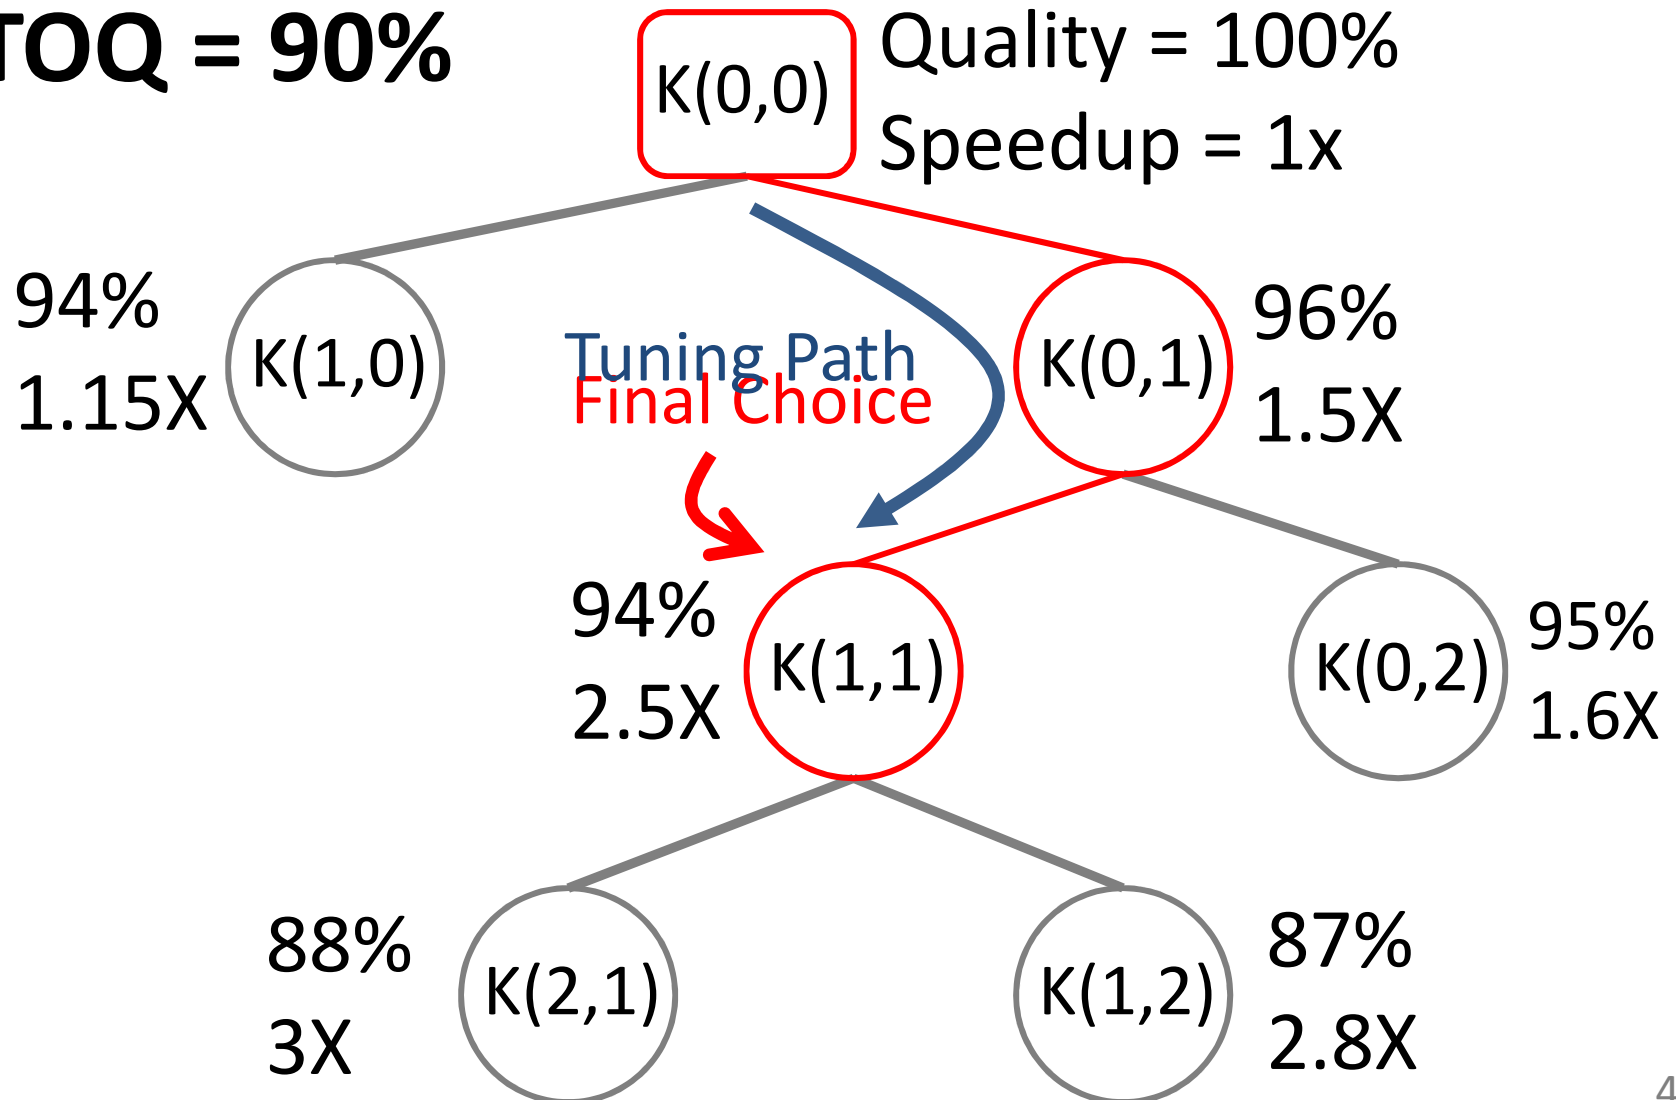 TOQ = 90%
K(0,0)
Quality = 100%
Speedup = 1x
94%
1.15X
K(1,0)
Tuning Path
Final Choice
K(0,1)
96%
1.5X
94%
2.5X
K(1,1)
K(0,2)
95%
1.6X
88%
3X
K(2,1)
K(1,2)
87%
2.8X
4